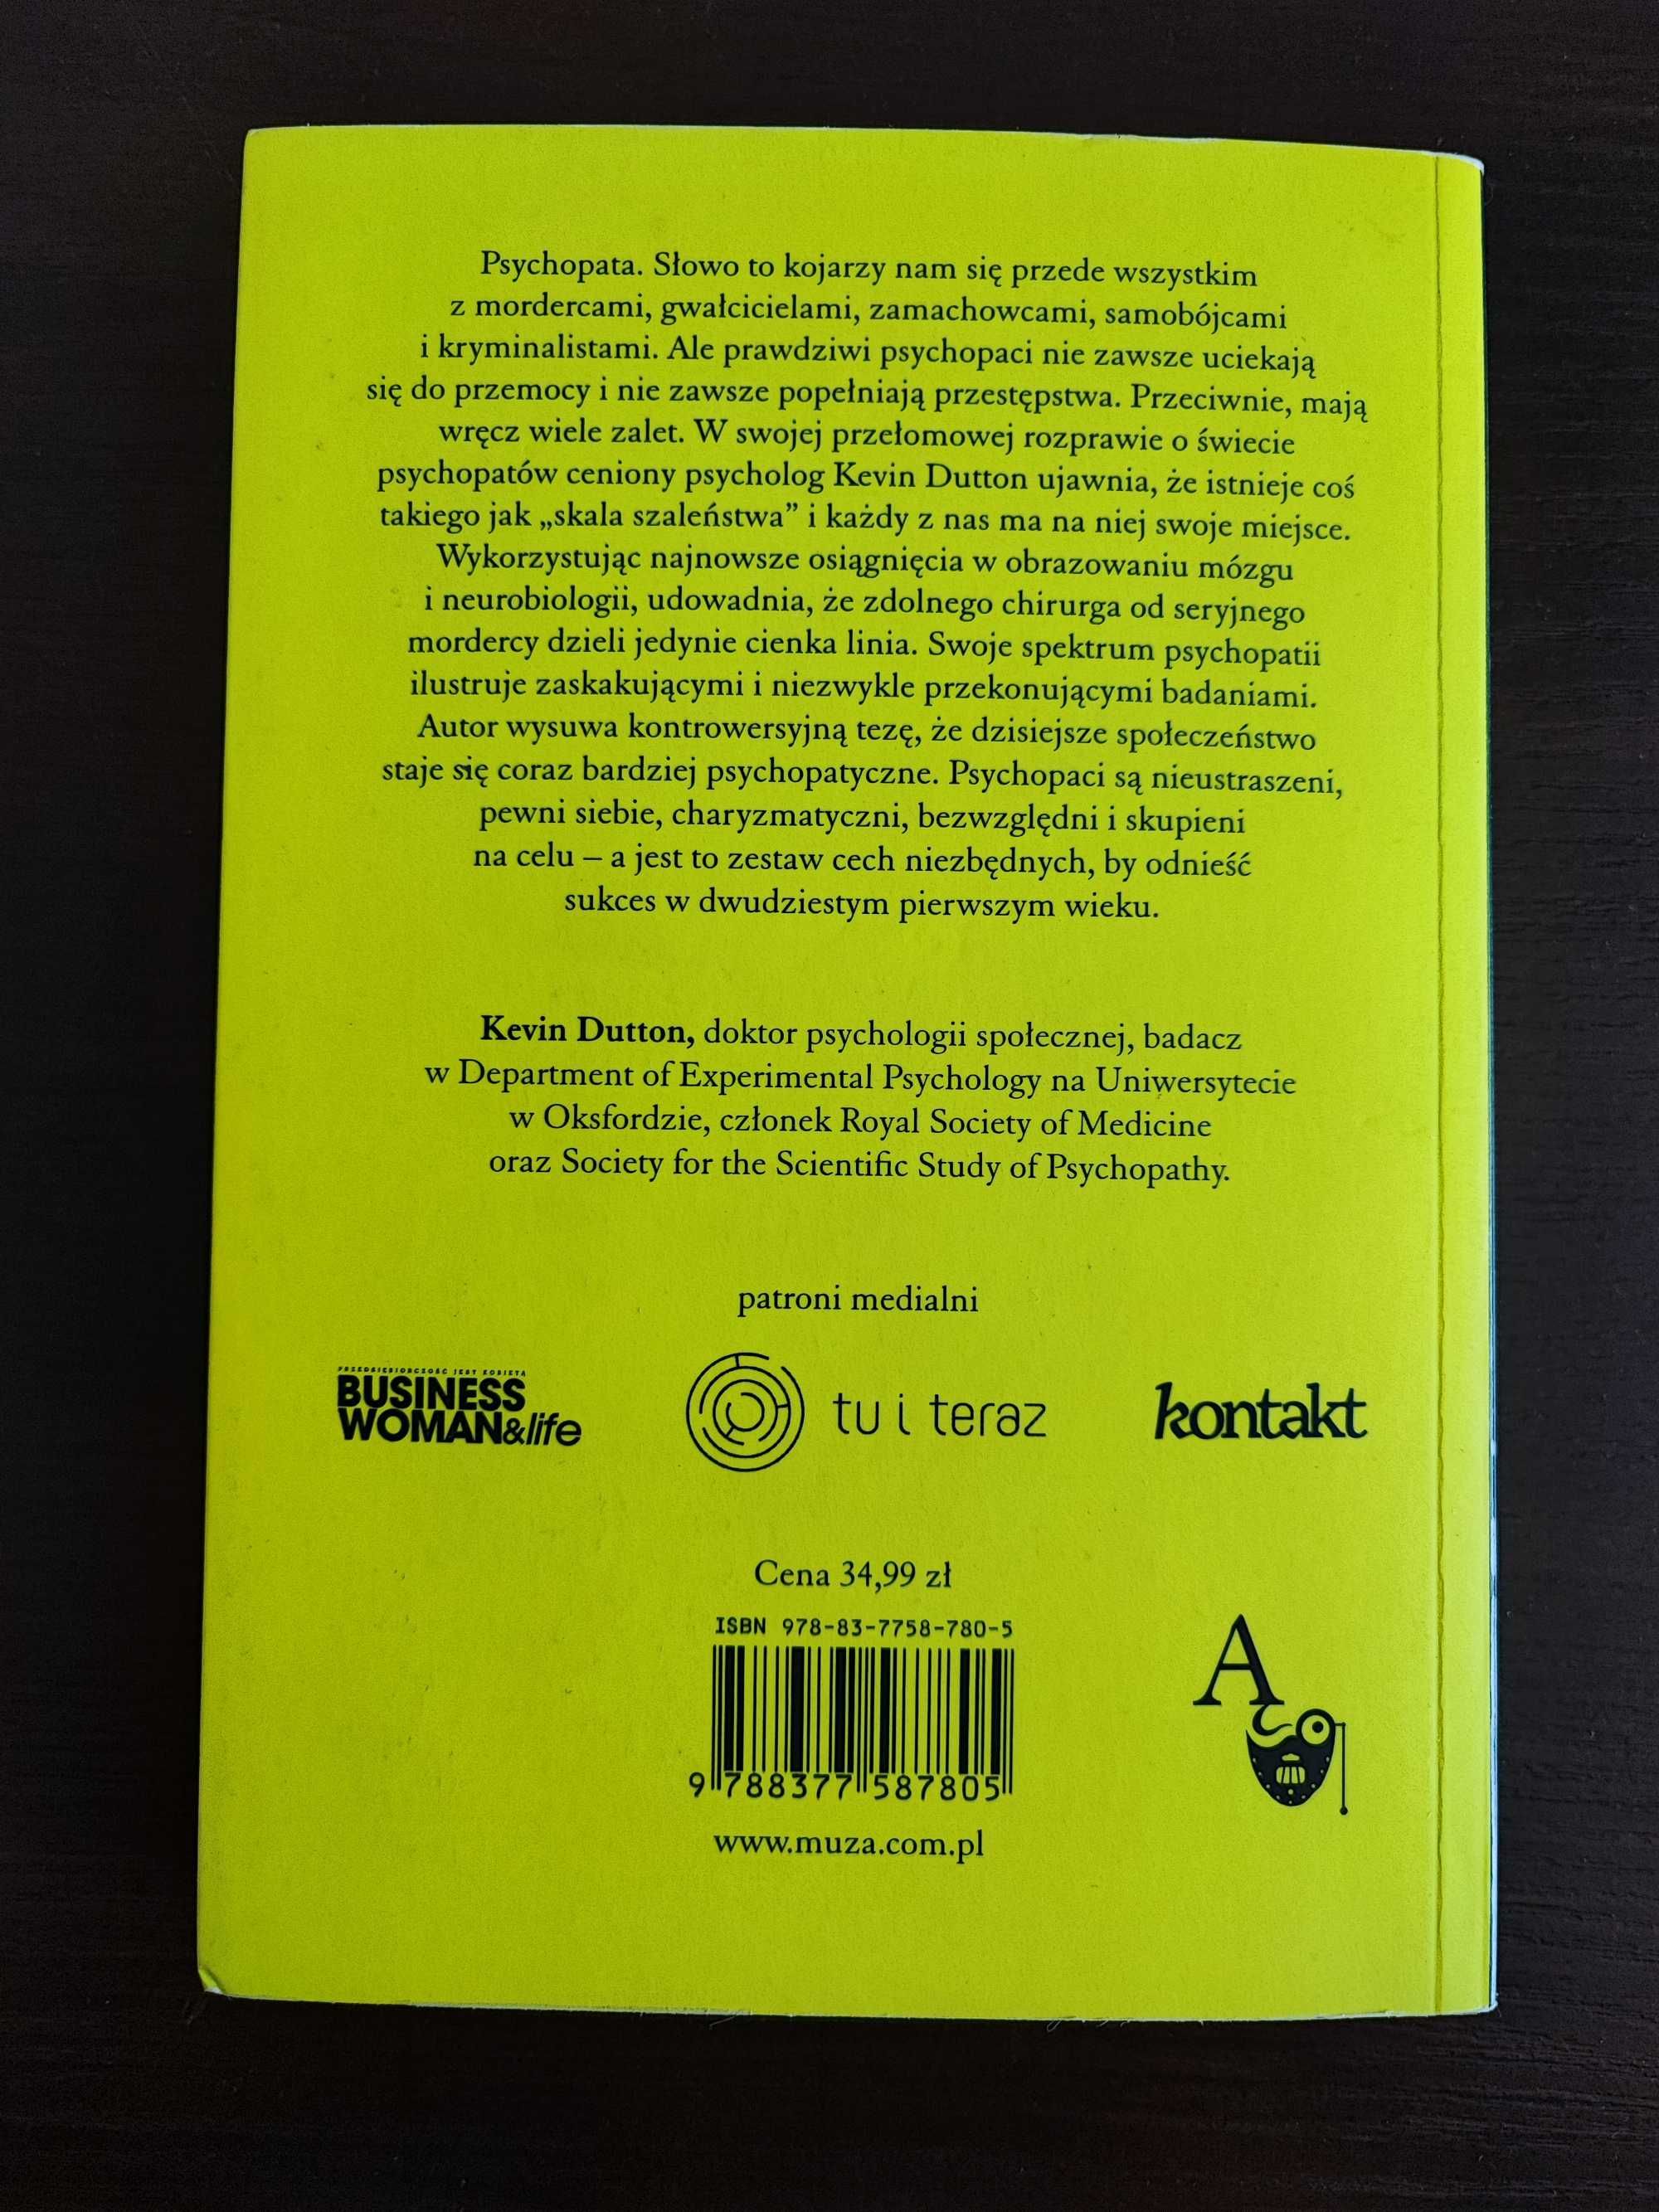 Psychopata. Słowo to kojarzy nam się przede wszystkim
z mordercami, gwałcicielami, zamachowcami, samobójcami
i kryminalistami. Ale prawdziwi psychopaci nie zawsze uciekają
się do przemocy i nie zawsze popełniają przestępstwa. Przeciwnie, mają
wręcz wiele zalet. W swojej przełomowej rozprawie o świecie
psychopatów ceniony psycholog Kevin Dutton ujawnia, że istnieje coś
takiego jak „skala szaleństwa” i każdy z nas ma na niej swoje miejsce.
Wykorzystując najnowsze osiągnięcia w obrazowaniu mózgu
i neurobiologii, udowadnia, że zdolnego chirurga od seryjnego
mordercy dzieli jedynie cienka linia. Swoje spektrum psychopatii
ilustruje zaskakującymi i niezwykle przekonującymi badaniami.
Autor wysuwa kontrowersyjną tezę, że dzisiejsze społeczeństwo
staje się coraz bardziej psychopatyczne. Psychopaci są nieustraszeni,
pewni siebie, charyzmatyczni, bezwzględni i skupieni
na celu – a jest to zestaw cech niezbędnych, by odnieść
sukces w dwudziestym pierwszym wieku.
Kevin Dutton, doktor psychologii społecznej, badacz
w Department of Experimental Psychology na Uniwersytecie
w Oksfordzie, członek Royal Society of Medicine
oraz Society for the Scientific Study of Psychopathy.
patroni medialni
PRZEDSIĘBIORCZOŚĆ JEST KOBIETĄ
BUSINESS
WOMAN&life
tu i teraz
kontakt
Cena 34,99 zł
ISBN 978-83-7758-780-5
9 788377 587805
A
www.muza.com.pl